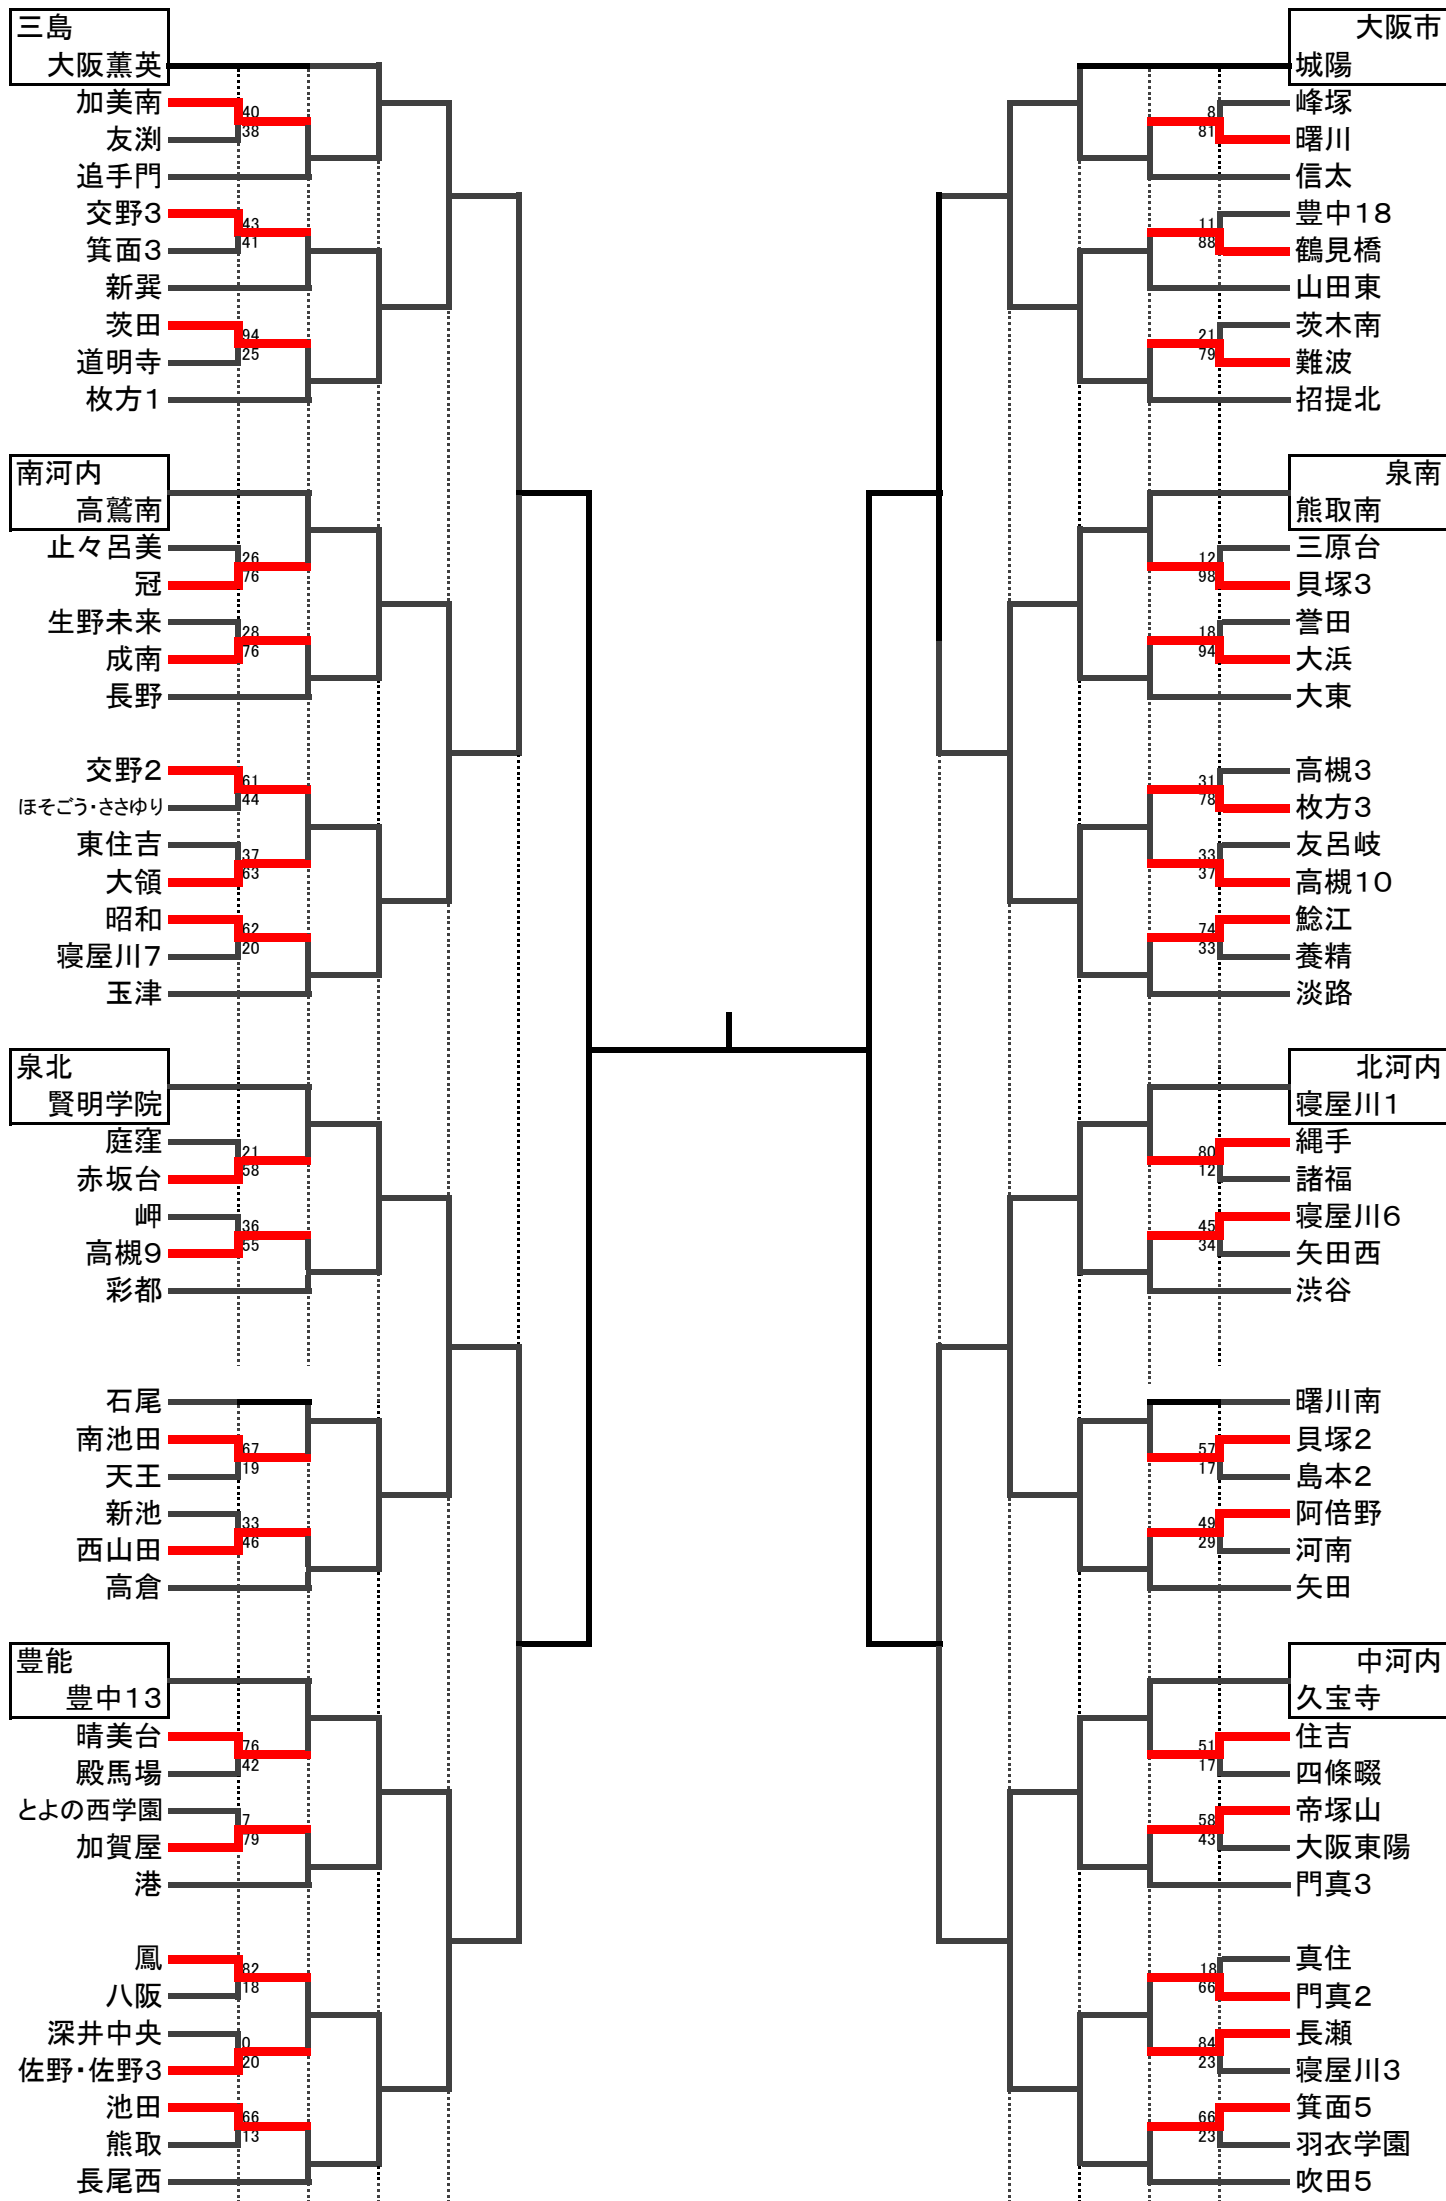 三島
大阪薫英
加美南
40
38
友渕
追手門
交野3
43
41
箕面3
新巽
茨田
94
25
道明寺
枚方1
南河内
高鷲南
止々呂美
26
76
冠
生野未来
28
76
成南
長野
交野2
61
44
ほそごう・ささゆり
東住吉
37
63
大領
昭和
62
20
寝屋川7
玉津
泉北
賢明学院
庭窪
21
58
赤坂台
岬
36
55
高槻9
彩都
石尾
南池田
67
19
天王
新池
33
46
西山田
高倉
豊能
豊中13
晴美台
76
42
殿馬場
とよの西学園
7
79
加賀屋
港
鳳
82
18
八阪
深井中央
0
20
佐野・佐野3
池田
66
13
熊取
長尾西
大阪市
城陽
峰塚
8
81
曙川
信太
豊中18
11
88
鶴見橋
山田東
茨木南
21
79
難波
招提北
泉南
熊取南
三原台
12
98
貝塚3
誉田
18
94
大浜
大東
高槻3
31
78
枚方3
友呂岐
33
37
高槻10
鯰江
74
33
養精
淡路
北河内
寝屋川1
縄手
80
12
諸福
寝屋川6
45
34
矢田西
渋谷
曙川南
貝塚2
57
17
島本2
阿倍野
49
29
河南
矢田
中河内
久宝寺
住吉
51
17
四條畷
帝塚山
58
43
大阪東陽
門真3
真住
18
66
門真2
長瀬
84
23
寝屋川3
箕面5
66
23
羽衣学園
吹田5